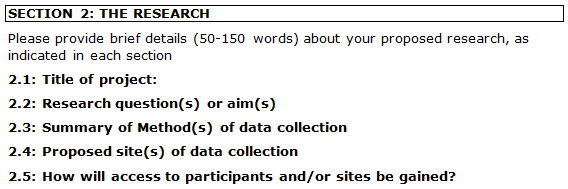 SECTION 2: THE RESEARCH
Please provide brief details (50-150 words) about your proposed research, as
indicated in each section
2.1: Title of project:
2.2: Research question(s) or aim(s)
2.3: Summary of Method(s) of data collection
2.4: Proposed site(s) of data collection
2.5: How will access to participants and/or sites be gained?